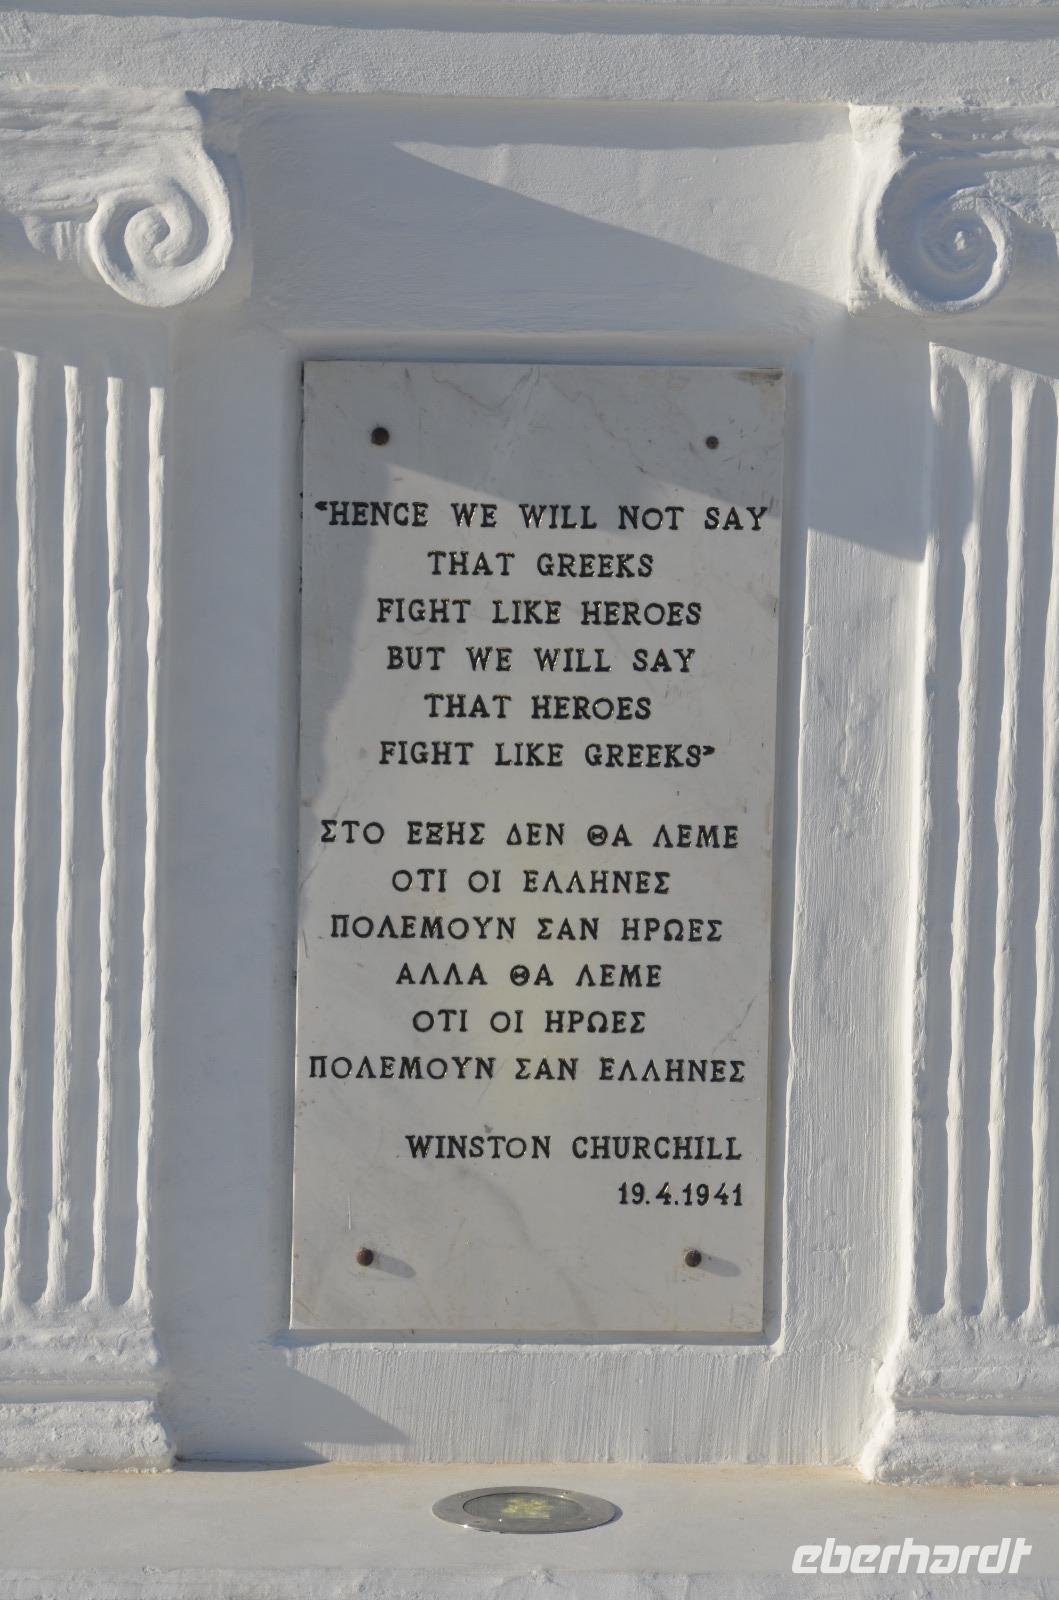 “HENCE WE WILL NOT SAY
THAT GREEKS
FIGHT LIKE HEROES
BUT WE WILL SAY
THAT HEROES
FIGHT LIKE GREEKS”
ΣΤΟ ΕΞΗΣ ΔΕΝ ΘΑ ΛΕΜΕ
ΟΤΙ ΟΙ ΕΛΛΗΝΕΣ
ΠΟΛΕΜΟΥΝ ΣΑΝ ΗΡΩΕΣ
ΑΛΛΑ ΘΑ ΛΕΜΕ
ΟΤΙ ΟΙ ΗΡΩΕΣ
ΠΟΛΕΜΟΥΝ ΣΑΝ ΕΛΛΗΝΕΣ
WINSTON CHURCHILL
19.4.1941
eberhardt